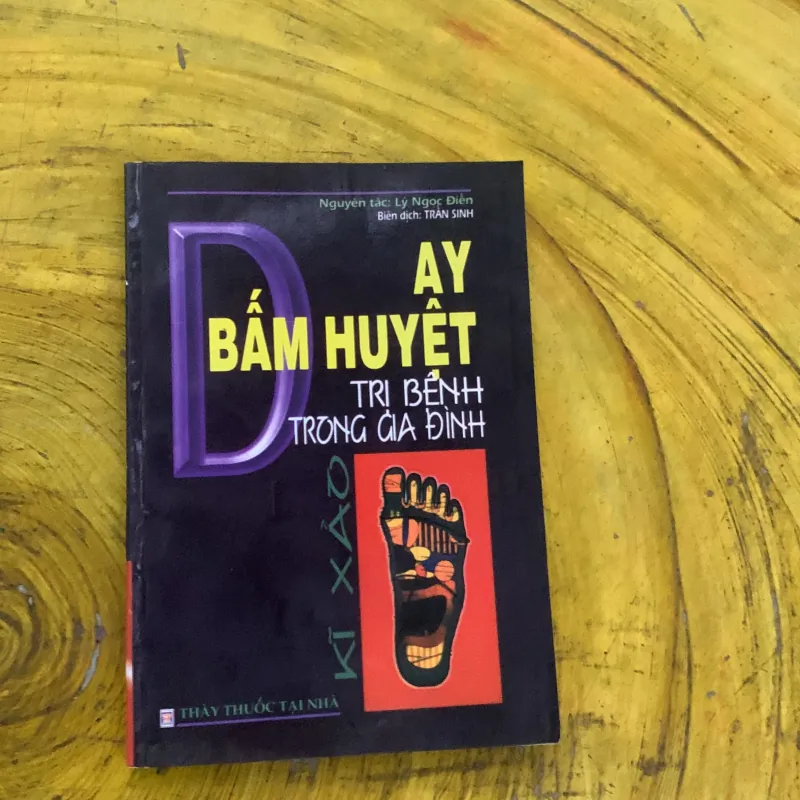 Nguyên tác: Lý Ngọc Điền
Biên dịch: TRẦN SINH
DAY
BẤM HUYỆT
TRỊ BỆNH
TRONG GIA ĐÌNH
KĨ XẢO
THẦY THUỐC TẠI NHÀ